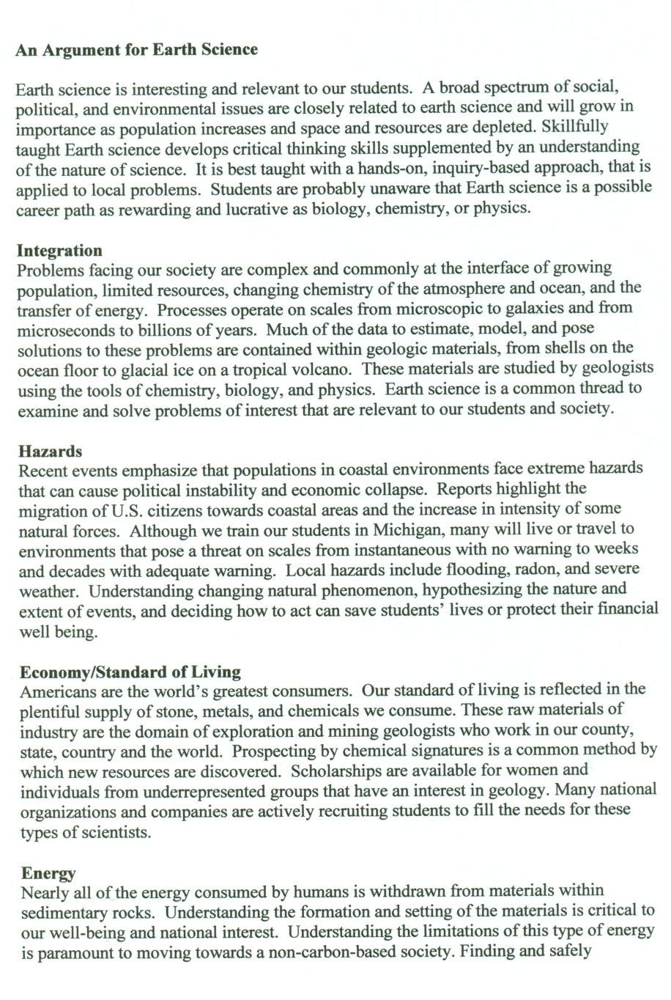 An Argument for Earth Science
Earth science is interesting and relevant to our students.  A broad spectrum of social,
political, and environmental issues are closely related to earth science and will grow in
importance as population increases and space and resources are depleted. Skillfully
taught Earth science develops critical thinking skills supplemented by an understanding
of the nature of science.  It is best taught with a hands-on, inquiry-based approach, that is
applied to local problems.  Students are probably unaware that Earth science is a possible
career path as rewarding and lucrative as biology, chemistry, or physics.
Integration
Problems facing our society are complex and commonly at the interface of growing
population, limited resources, changing chemistry of the atmosphere and ocean, and the
transfer of energy.  Processes operate on scales from microscopic to galaxies and from
microseconds to billions of years.  Much of the data to estimate, model, and pose
solutions to these problems are contained within geologic materials, from shells on the
ocean floor to glacial ice on a tropical volcano.  These materials are studied by geologists
using the tools of chemistry, biology, and physics.  Earth science is a common thread to
examine and solve problems of interest that are relevant to our students and society.
Hazards
Recent events emphasize that populations in coastal environments face extreme hazards
that can cause political instability and economic collapse.  Reports highlight the
migration of U.S. citizens towards coastal areas and the increase in intensity of some
natural forces.  Although we train our students in Michigan, many will live or travel to
environments that pose a threat on scales from instantaneous with no warning to weeks
and decades with adequate warning.  Local hazards include flooding, radon, and severe
weather.  Understanding changing natural phenomenon, hypothesizing the nature and
extent of events, and deciding how to act can save students' lives or protect their financial
well being.
Economy/Standard of Living
Americans are the world's greatest consumers.  Our standard of living is reflected in the
plentiful supply of stone, metals, and chemicals we consume. These raw materials of
industry are the domain of exploration and mining geologists who work in our county,
state, country and the world.  Prospecting by chemical signatures is a common method by
which new resources are discovered.  Scholarships are available for women and
individuals from underrepresented groups that have an interest in geology. Many national
organizations and companies are actively recruiting students to fill the needs for these
types of scientists.
Energy
Nearly all of the energy consumed by humans is withdrawn from materials within
sedimentary rocks.  Understanding the formation and setting of the materials is critical to
our well-being and national interest.  Understanding the limitations of this type of energy
is paramount to moving towards a non-carbon-based society. Finding and safely